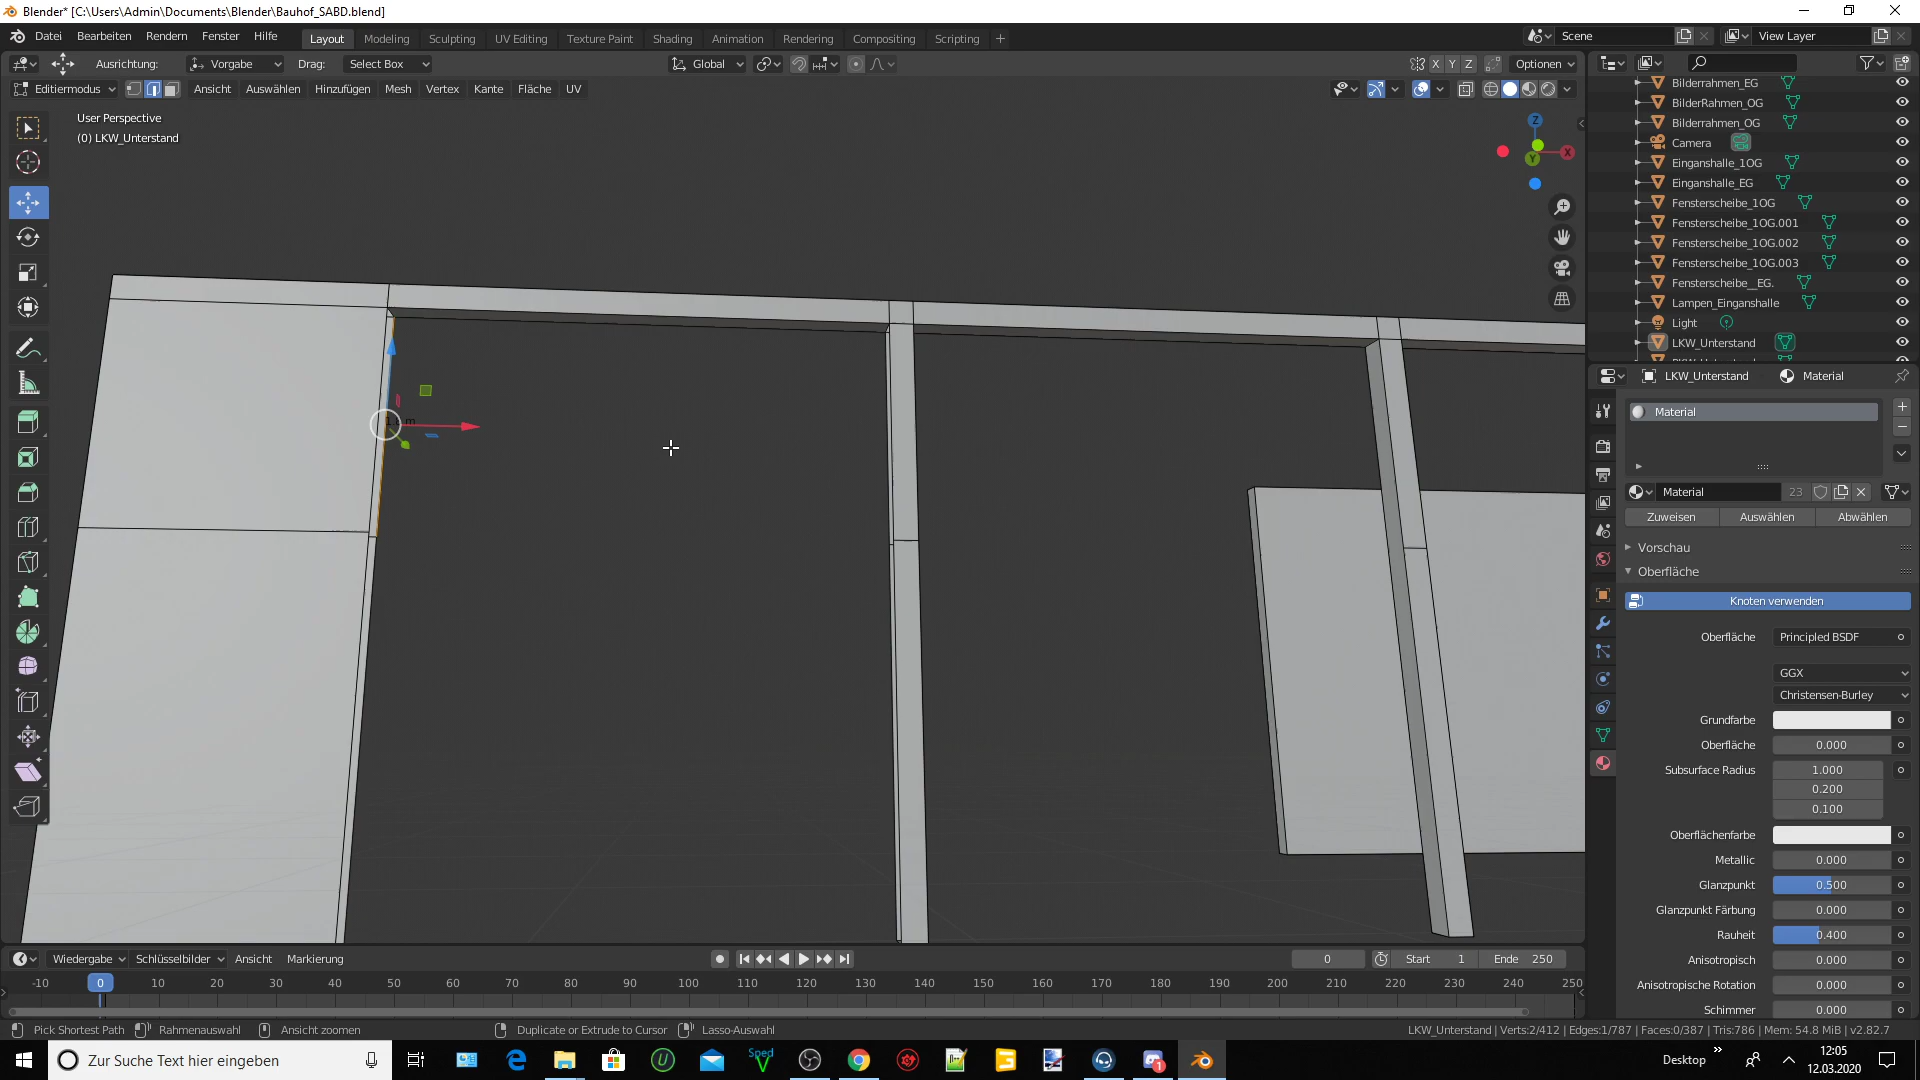 Blender* [C:\Users\Admin\Documents\Blender\Bauhof_SABD.blend]
Datei Bearbeiten Rendern Fenster Hilfe Layout Modeling Sculpting UV Editing Texture Paint Shading Animation Rendering Compositing Scripting + Scene View Layer
Ausrichtung: Vorgabe Drag: Select Box Global X Y Z Optionen
Editiermodus Ansicht Auswählen Hinzufügen Mesh Vertex Kante Fläche UV
User Perspective
(0) LKW_Unterstand
Z
X
Y
Bilderrahmen_EG
BilderRahmen_OG
Bilderrahmen_OG
Camera
Einganshalle_1OG
Einganshalle_EG
Fensterscheibe_1OG
Fensterscheibe_1OG.001
Fensterscheibe_1OG.002
Fensterscheibe_1OG.003
Fensterscheibe__EG.
Lampen_Einganshalle
Light
LKW_Unterstand
LKW_Unterstand Material
Material
Material 23
Zuweisen Auswählen Abwählen
Vorschau
Oberfläche
Knoten verwenden
Oberfläche Principled BSDF
GGX
Christensen-Burley
Grundfarbe
Oberfläche 0.000
Subsurface Radius 1.000
0.200
0.100
Oberflächenfarbe
Metallic 0.000
Glanzpunkt 0.500
Glanzpunkt Färbung 0.000
Rauheit 0.400
Anisotropisch 0.000
Anisotropische Rotation 0.000
Schimmer 0.000
Wiedergabe Schlüsselbilder Ansicht Markierung 0 Start 1 Ende 250
-10 0 10 20 30 40 50 60 70 80 90 100 110 120 130 140 150 160 170 180 190 200 210 220 230 240 250
Pick Shortest Path Rahmenauswahl Ansicht zoomen Duplicate or Extrude to Cursor Lasso-Auswahl LKW_Unterstand | Verts:2/412 | Edges:1/787 | Faces:0/387 | Tris:786 | Mem: 54.8 MiB | v2.82.7
Zur Suche Text hier eingeben Sped V Desktop 12:05
12.03.2020